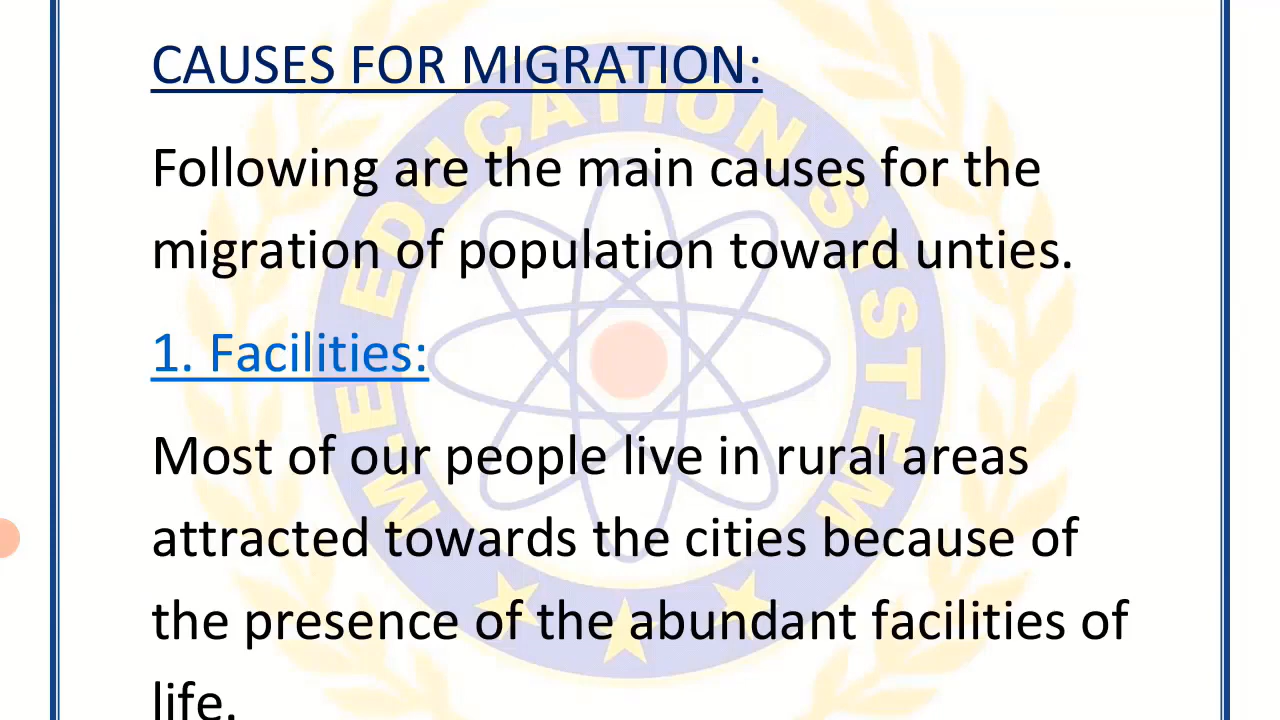 CAUSES FOR MIGRATION:
Following are the main causes for the
migration of population toward unties.
1. Facilities:
Most of our people live in rural areas
attracted towards the cities because of
the presence of the abundant facilities of
life.
M.E EDUCATION SYSTEM